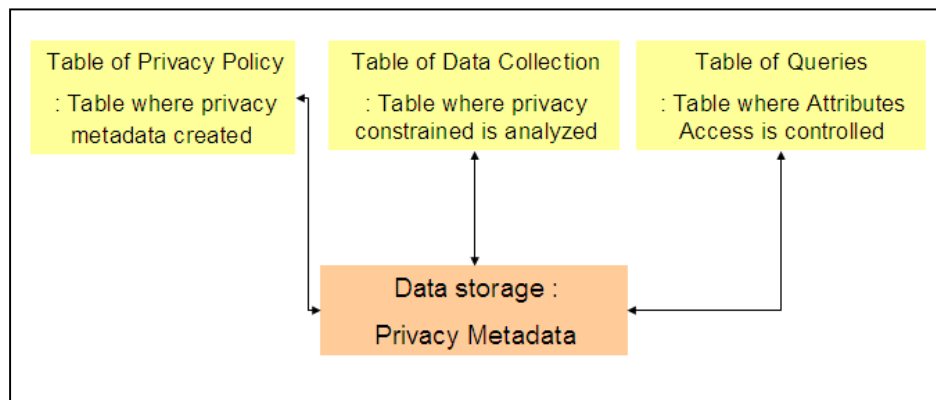 Table of Privacy Policy
: Table where privacy
metadata created
Table of Data Collection
: Table where privacy
constrained is analyzed
Table of Queries
: Table where Attributes
Access is controlled
Data storage :
Privacy Metadata